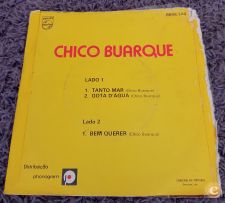 CHICO BUARQUE
LADO 1
1. TANTO MAR (Chico Buarque)
2. GOTA D'AGUA (Chico Buarque)
Lado 2
1. BEM QUERER (Chico Buarque)
Distribuição
phonogram